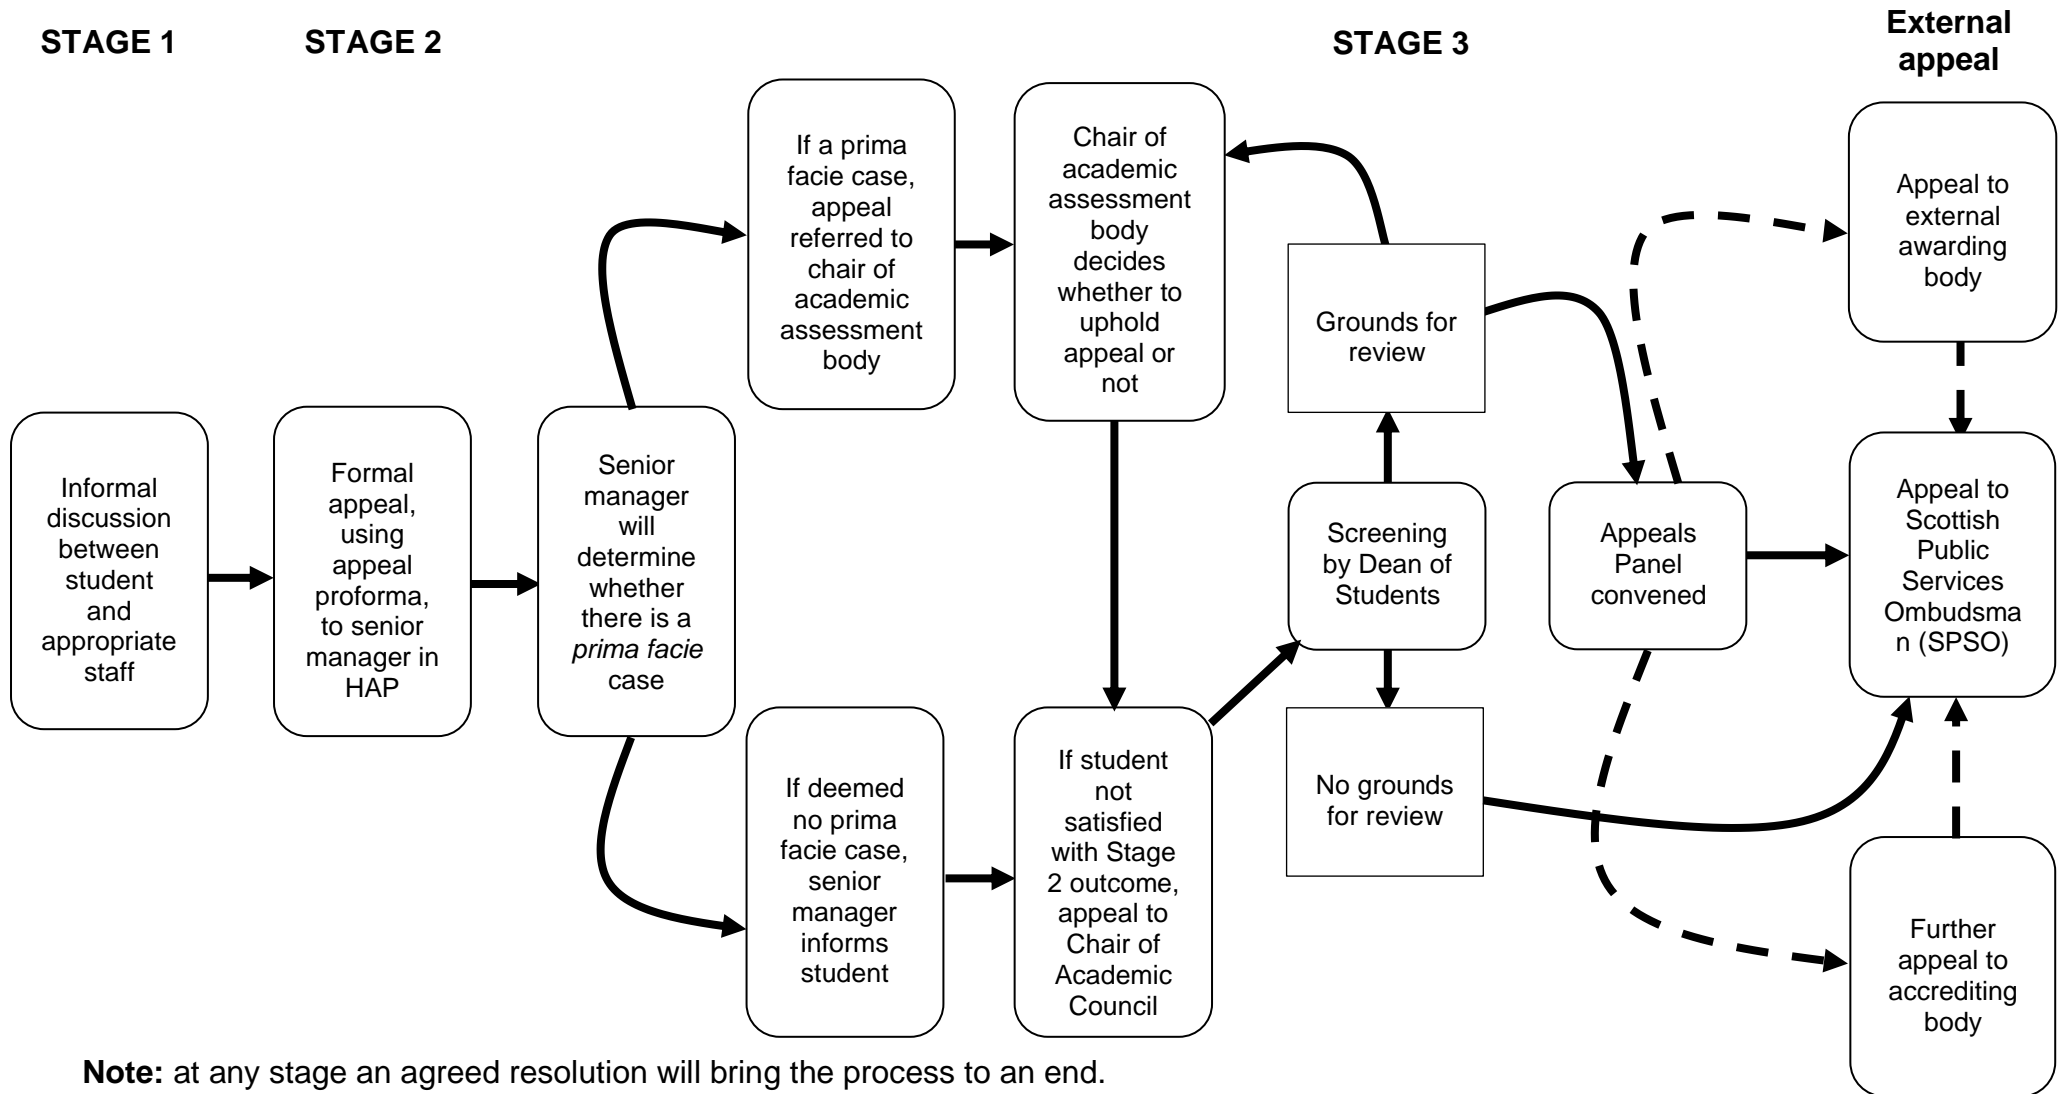 STAGE 1
STAGE 2
STAGE 3
External
appeal
Informal
discussion
between
student
and
appropriate
staff
Formal
appeal,
using
appeal
proforma,
to senior
manager in
HAP
Senior
manager
will
determine
whether
there is a
prima facie
case
If a prima
facie case,
appeal
referred to
chair of
academic
assessment
body
If deemed
no prima
facie case,
senior
manager
informs
student
Chair of
academic
assessment
body
decides
whether to
uphold
appeal or
not
If student
not
satisfied
with Stage
2 outcome,
appeal to
Chair of
Academic
Council
Grounds for
review
Screening
by Dean of
Students
No grounds
for review
Appeals
Panel
convened
Appeal to
external
awarding
body
Appeal to
Scottish
Public
Services
Ombudsma
n (SPSO)
Further
appeal to
accrediting
body
Note: at any stage an agreed resolution will bring the process to an end.